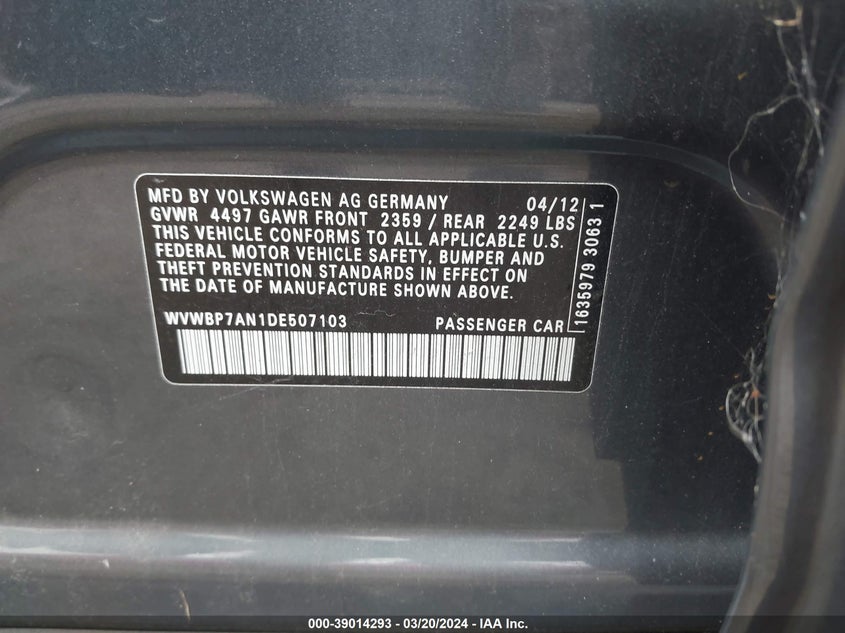 MFD BY VOLKSWAGEN AG GERMANY 04/12
GVWR 4497 GAWR FRONT 2359 / REAR 2249 LBS
THIS VEHICLE CONFORMS TO ALL APPLICABLE U.S.
FEDERAL MOTOR VEHICLE SAFETY, BUMPER AND
THEFT PREVENTION STANDARDS IN EFFECT ON
THE DATE OF MANUFACTURE SHOWN ABOVE.
WVWBP7AN1DE507103 PASSENGER CAR
1635979 3063 1
000-39014293 - 03/20/2024 - IAA Inc.